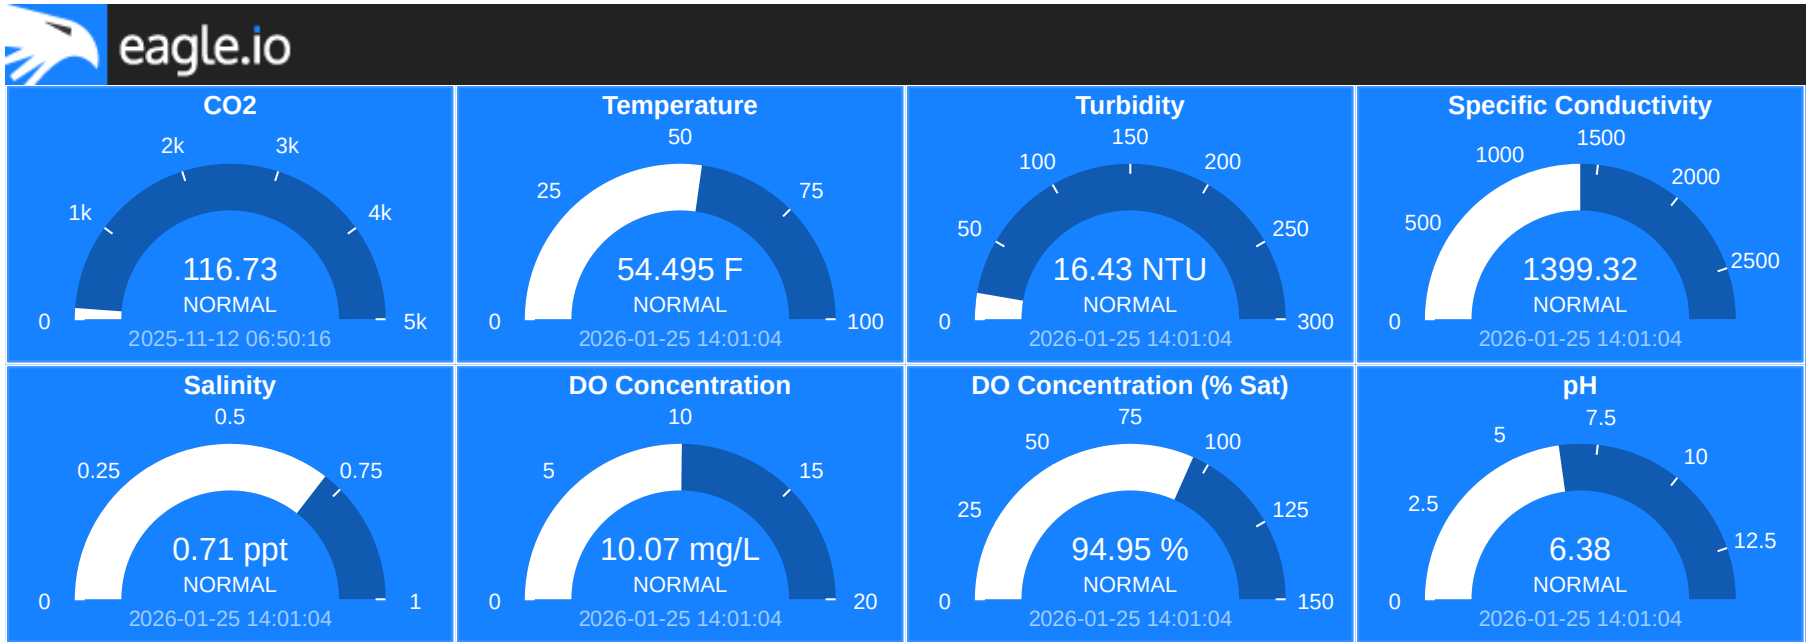 eagle.io
CO2
0
1k
2k
3k
4k
5k
116.73
NORMAL
2025-11-12 06:50:16
Temperature
0
25
50
75
100
54.495 F
NORMAL
2026-01-25 14:01:04
Turbidity
0
50
100
150
200
250
300
16.43 NTU
NORMAL
2026-01-25 14:01:04
Specific Conductivity
0
500
1000
1500
2000
2500
1399.32
NORMAL
2026-01-25 14:01:04
Salinity
0
0.25
0.5
0.75
1
0.71 ppt
NORMAL
2026-01-25 14:01:04
DO Concentration
0
5
10
15
20
10.07 mg/L
NORMAL
2026-01-25 14:01:04
DO Concentration (% Sat)
0
25
50
75
100
125
150
94.95 %
NORMAL
2026-01-25 14:01:04
pH
0
2.5
5
7.5
10
12.5
6.38
NORMAL
2026-01-25 14:01:04